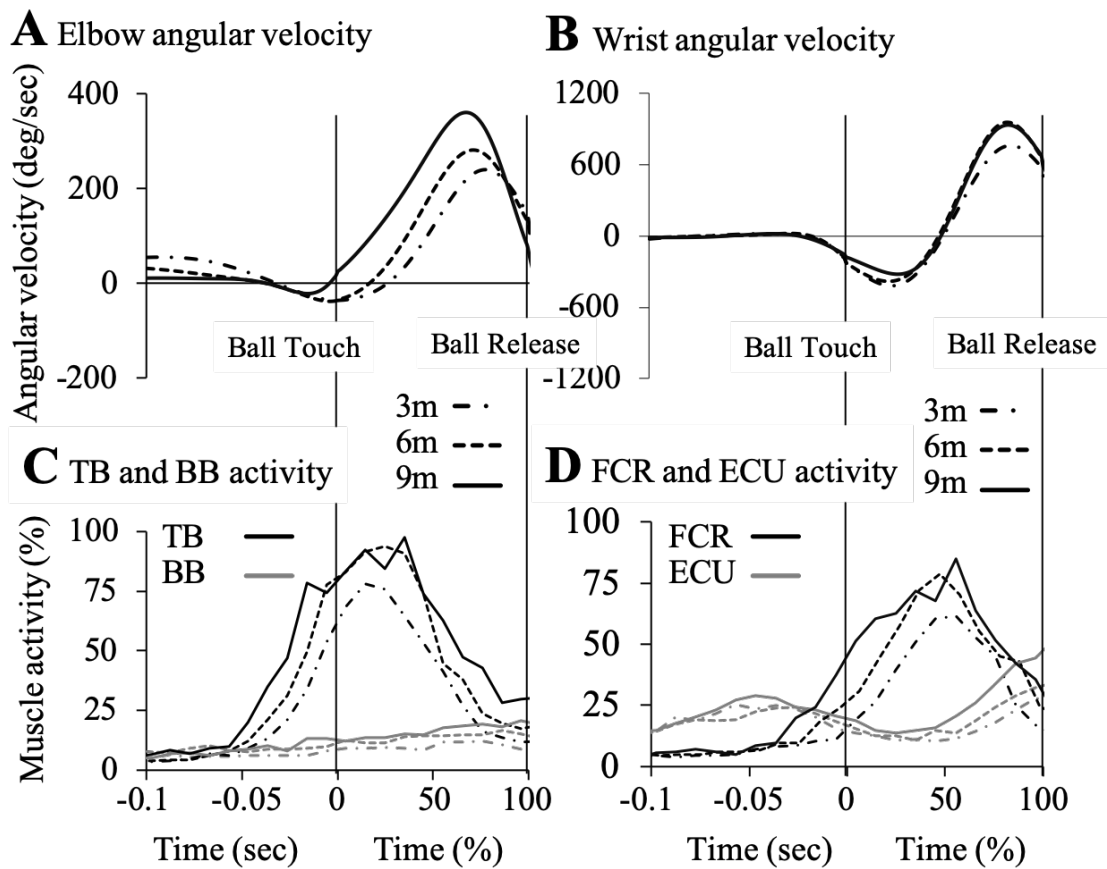 A Elbow angular velocity
Angular velocity (deg/sec)
400
200
0
-200
Ball Touch
Ball Release
3m
6m
9m
B Wrist angular velocity
1200
600
0
-600
-1200
Ball Touch
Ball Release
3m
6m
9m
C TB and BB activity
Muscle activity (%)
100
75
50
25
0
TB
BB
-0.1 -0.05 0 50 100
Time (sec) Time (%)
D FCR and ECU activity
100
75
50
25
0
FCR
ECU
-0.1 -0.05 0 50 100
Time (sec) Time (%)